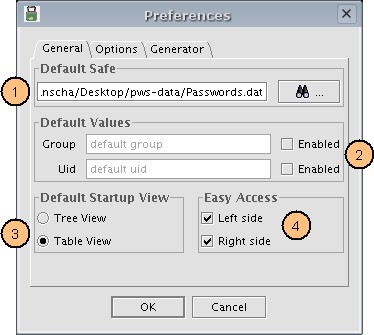 Preferences
General
Options
Generator
Default Safe
1
.nscha/Desktop/pws-data/Passwords.dat
...
Default Values
Group
default group
Enabled
2
Uid
default uid
Enabled
Default Startup View
Easy Access
Tree View
Left side
3
4
Table View
Right side
OK
Cancel